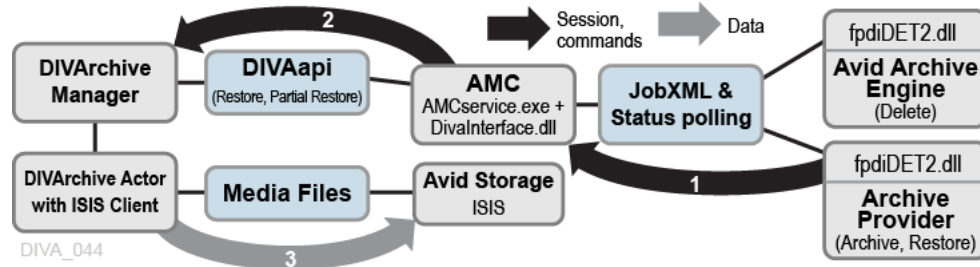 2
Session,
commands
Data
fpdiDET2.dll
Avid Archive
Engine
(Delete)
DIVArchive
Manager
DIVAapi
(Restore, Partial Restore)
AMC
AMCservice.exe +
DivaInterface.dll
JobXML &
Status polling
1
fpdiDET2.dll
Archive
Provider
(Archive, Restore)
DIVArchive Actor
with ISIS Client
Media Files
Avid Storage
ISIS
3
DIVA_044